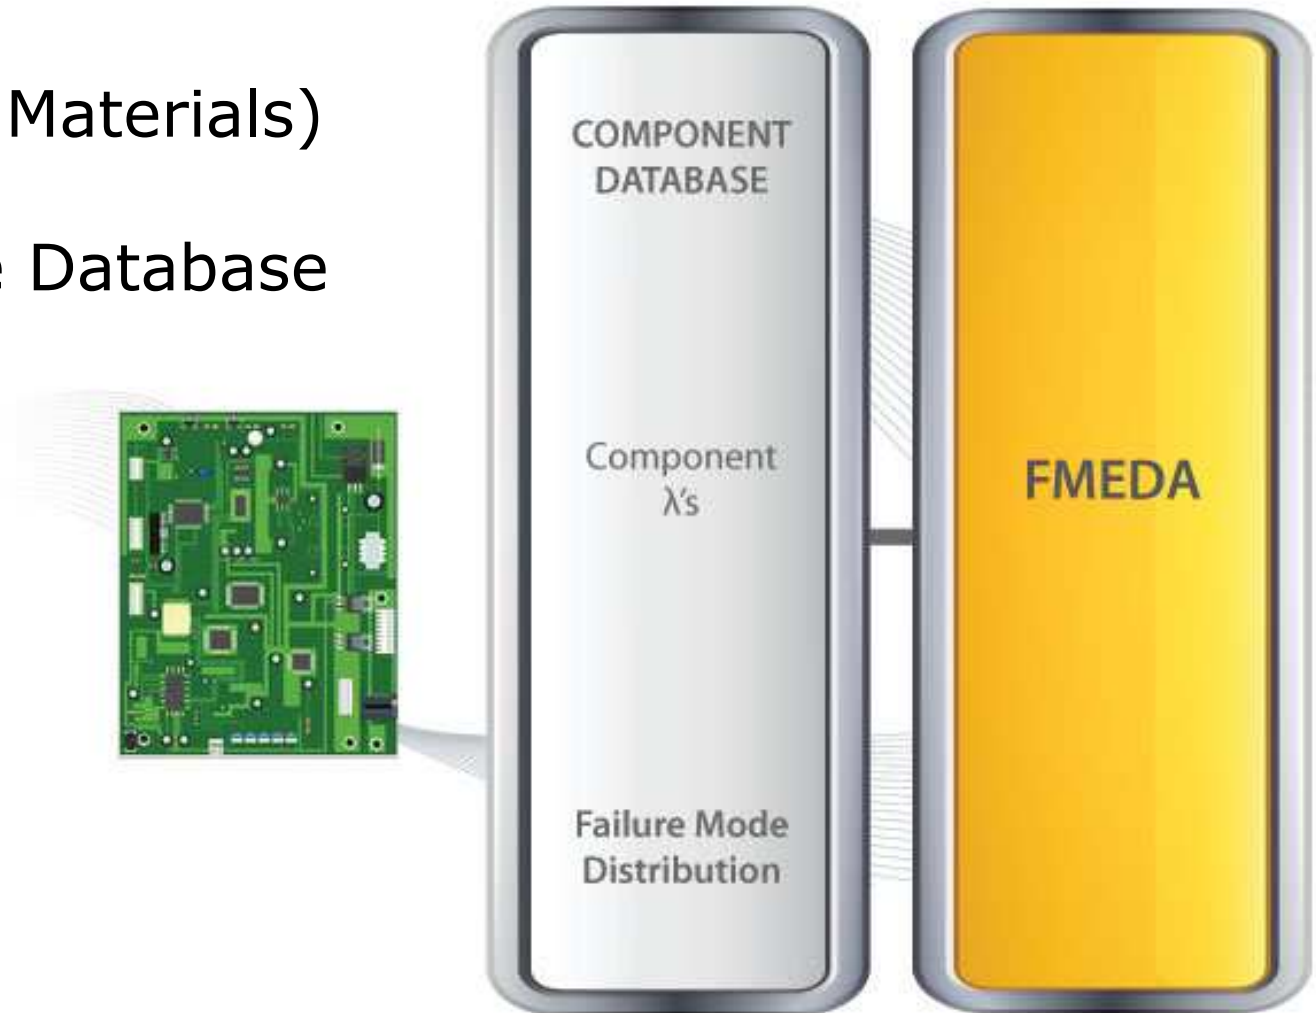 Materials)
e Database
COMPONENT
DATABASE
Component
λ's
Failure Mode
Distribution
FMEDA